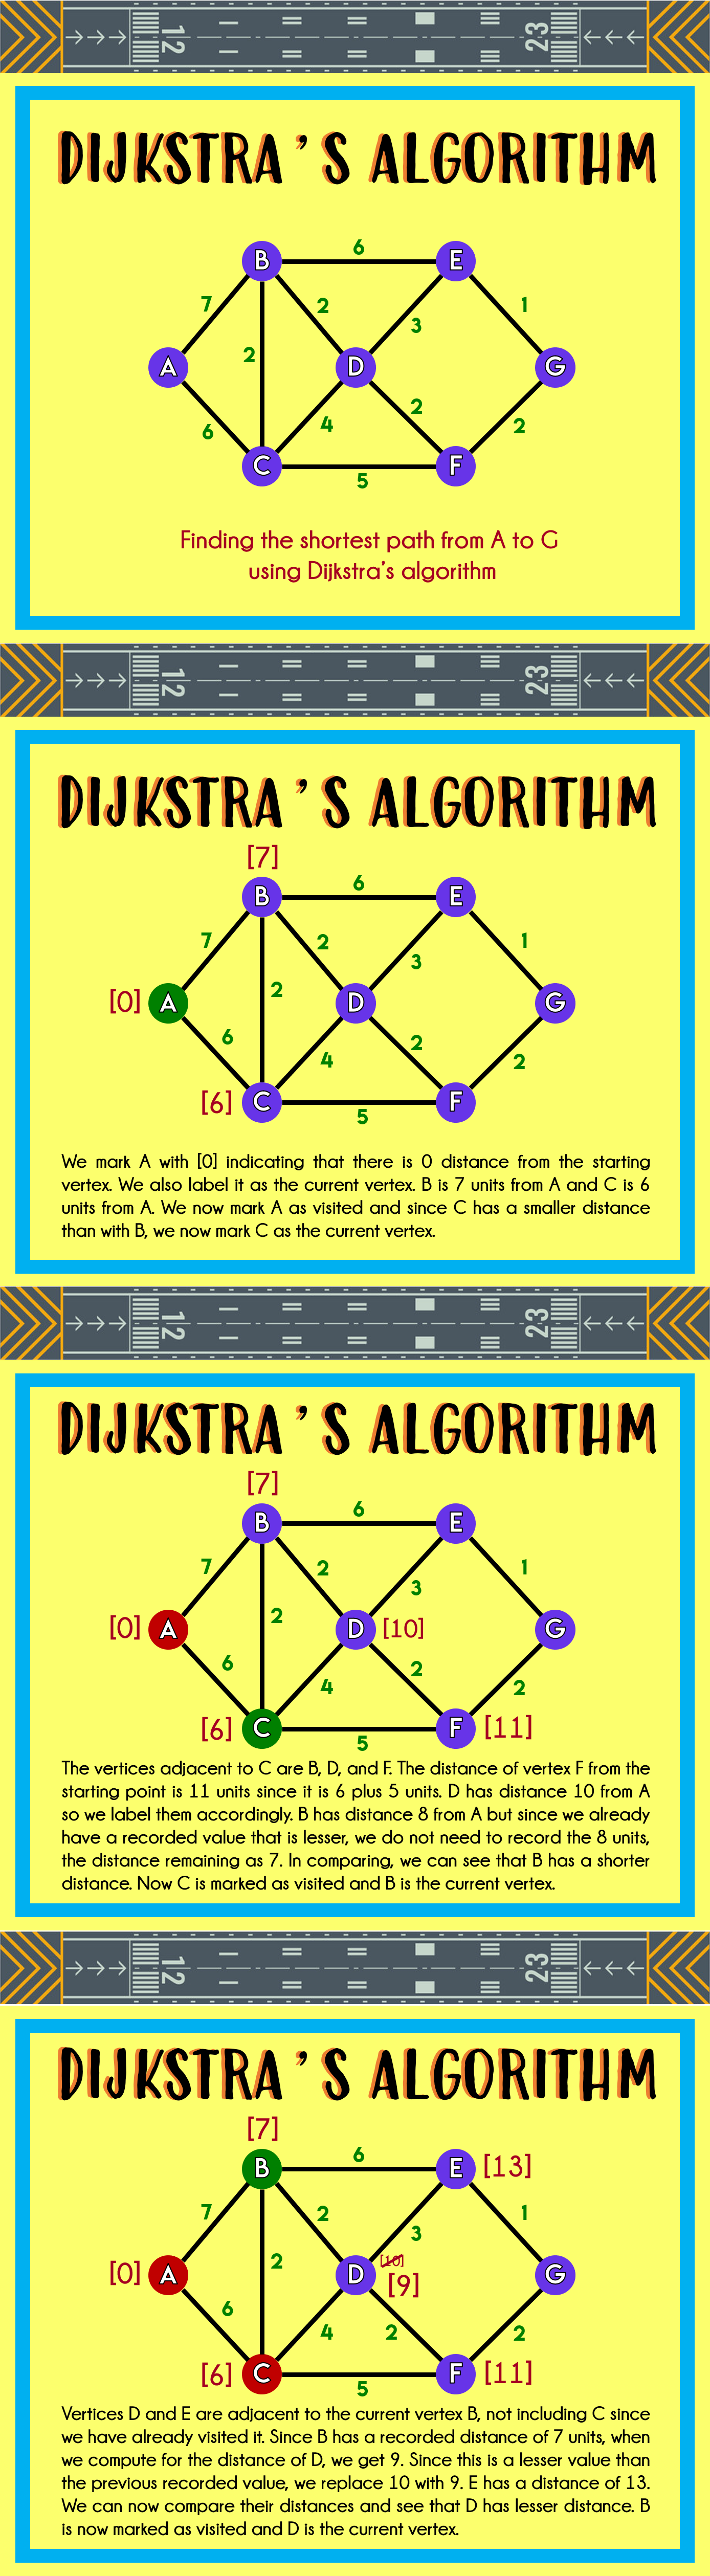 12 23
DIJKSTRA'S ALGORITHM
6
B E
7 2 1
3
2
A D G
2
6 4 2
C F
5
Finding the shortest path from A to G
using Dijkstra's algorithm
12 23
DIJKSTRA'S ALGORITHM
[7]
6
B E
7 2 1
3
2
[0] A D G
6 2
4 2
[6] C F
5
We mark A with [0] indicating that there is 0 distance from the starting
vertex. We also label it as the current vertex. B is 7 units from A and C is 6
units from A. We now mark A as visited and since C has a smaller distance
than with B, we now mark C as the current vertex.
12 23
DIJKSTRA'S ALGORITHM
[7]
6
B E
7 2 1
3
2
[0] A D [10] G
6 2
4 2
[6] C F [11]
5
The vertices adjacent to C are B, D, and F. The distance of vertex F from the
starting point is 11 units since it is 6 plus 5 units. D has distance 10 from A
so we label them accordingly. B has distance 8 from A but since we already
have a recorded value that is lesser, we do not need to record the 8 units,
the distance remaining as 7. In comparing, we can see that B has a shorter
distance. Now C is marked as visited and B is the current vertex.
12 23
DIJKSTRA'S ALGORITHM
[7]
6
B E [13]
7 2 1
3
2 [10]
[0] A D [9] G
6
4 2 2
[6] C F [11]
5
Vertices D and E are adjacent to the current vertex B, not including C since
we have already visited it. Since B has a recorded distance of 7 units, when
we compute for the distance of D, we get 9. Since this is a lesser value than
the previous recorded value, we replace 10 with 9. E has a distance of 13.
We can now compare their distances and see that D has lesser distance. B
is now marked as visited and D is the current vertex.